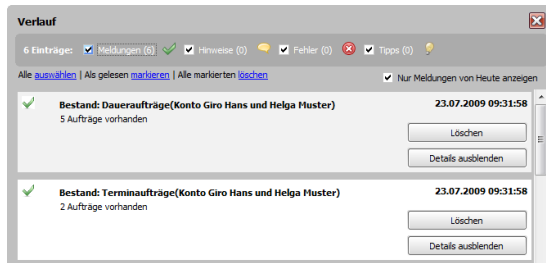 Verlauf
6 Einträge: Meldungen (6) Hinweise (0) Fehler (0) Tipps (0)
Alle auswählen | Als gelesen markieren | Alle markierten löschen Nur Meldungen von Heute anzeigen
Bestand: Daueraufträge(Konto Giro Hans und Helga Muster) 23.07.2009 09:31:58
5 Aufträge vorhanden
Löschen
Details ausblenden
Bestand: Terminaufträge(Konto Giro Hans und Helga Muster) 23.07.2009 09:31:58
2 Aufträge vorhanden
Löschen
Details ausblenden